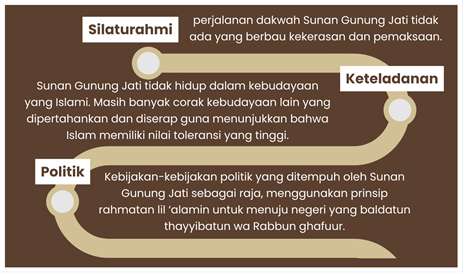 Silaturahmi
perjalanan dakwah Sunan Gunung Jati tidak
ada yang berbau kekerasan dan pemaksaan.
Keteladanan
Sunan Gunung Jati tidak hidup dalam kebudayaan
yang Islami. Masih banyak corak kebudayaan lain yang
dipertahankan dan diserap guna menunjukkan bahwa
Islam memiliki nilai toleransi yang tinggi.
Politik
Kebijakan-kebijakan politik yang ditempuh oleh Sunan
Gunung Jati sebagai raja, menggunakan prinsip
rahmatan lil ‘alamin untuk menuju negeri yang baldatun
thayyibatun wa Rabbun ghafuur.